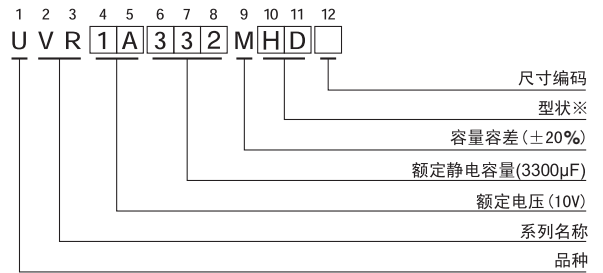 1 2 3 4 5 6 7 8 9 10 11 12
U V R 1 A 3 3 2 M H D
尺寸编码
型状※
容量容差(±20%)
额定静电容量(3300μF)
额定电压(10V)
系列名称
品种